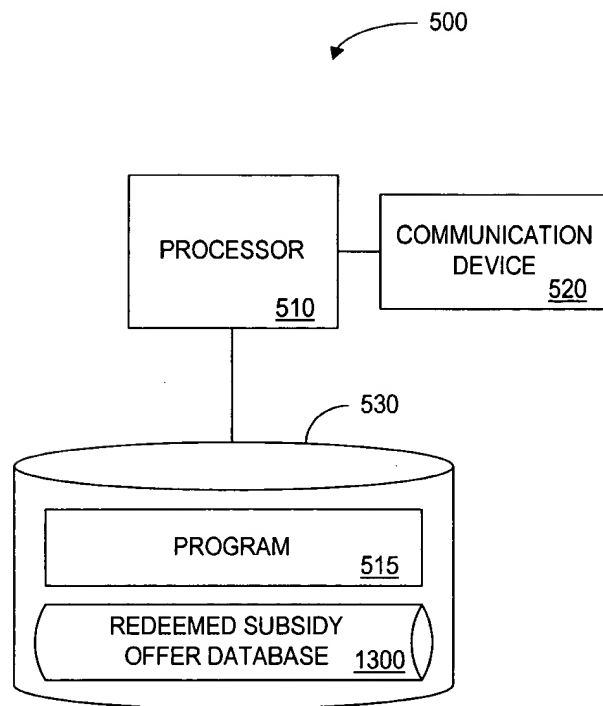 500
PROCESSOR
510
COMMUNICATION
DEVICE
520
530
PROGRAM
515
REDEEMED SUBSIDY
OFFER DATABASE
1300